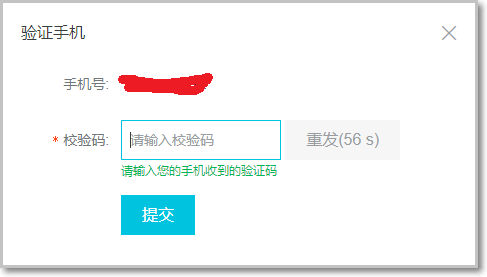 验证手机
手机号:
* 校验码: 请输入校验码 重发(56 s)
请输入您的手机收到的验证码
提交